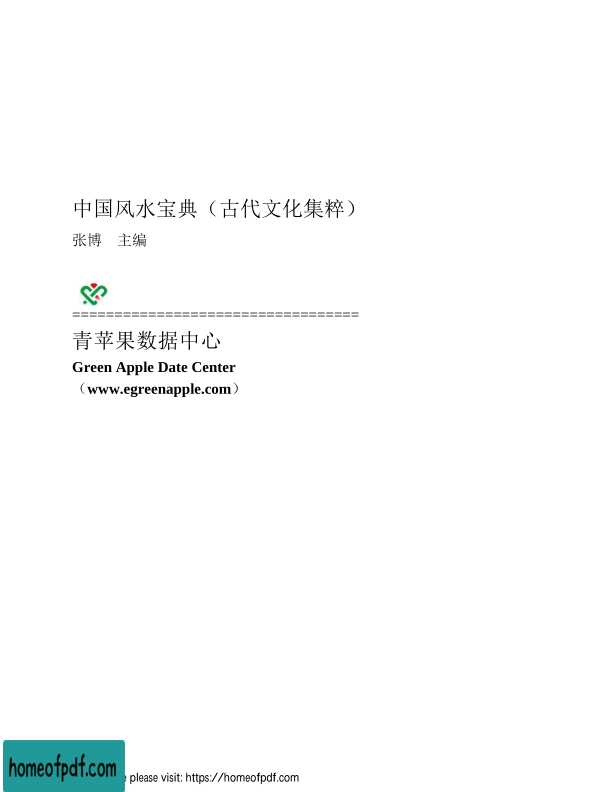 中国风水宝典（古代文化集粹）
张博　主编
==================================
青苹果数据中心
Green Apple Date Center
（www.egreenapple.com）
homeofpdf.com
please visit: https://homeofpdf.com